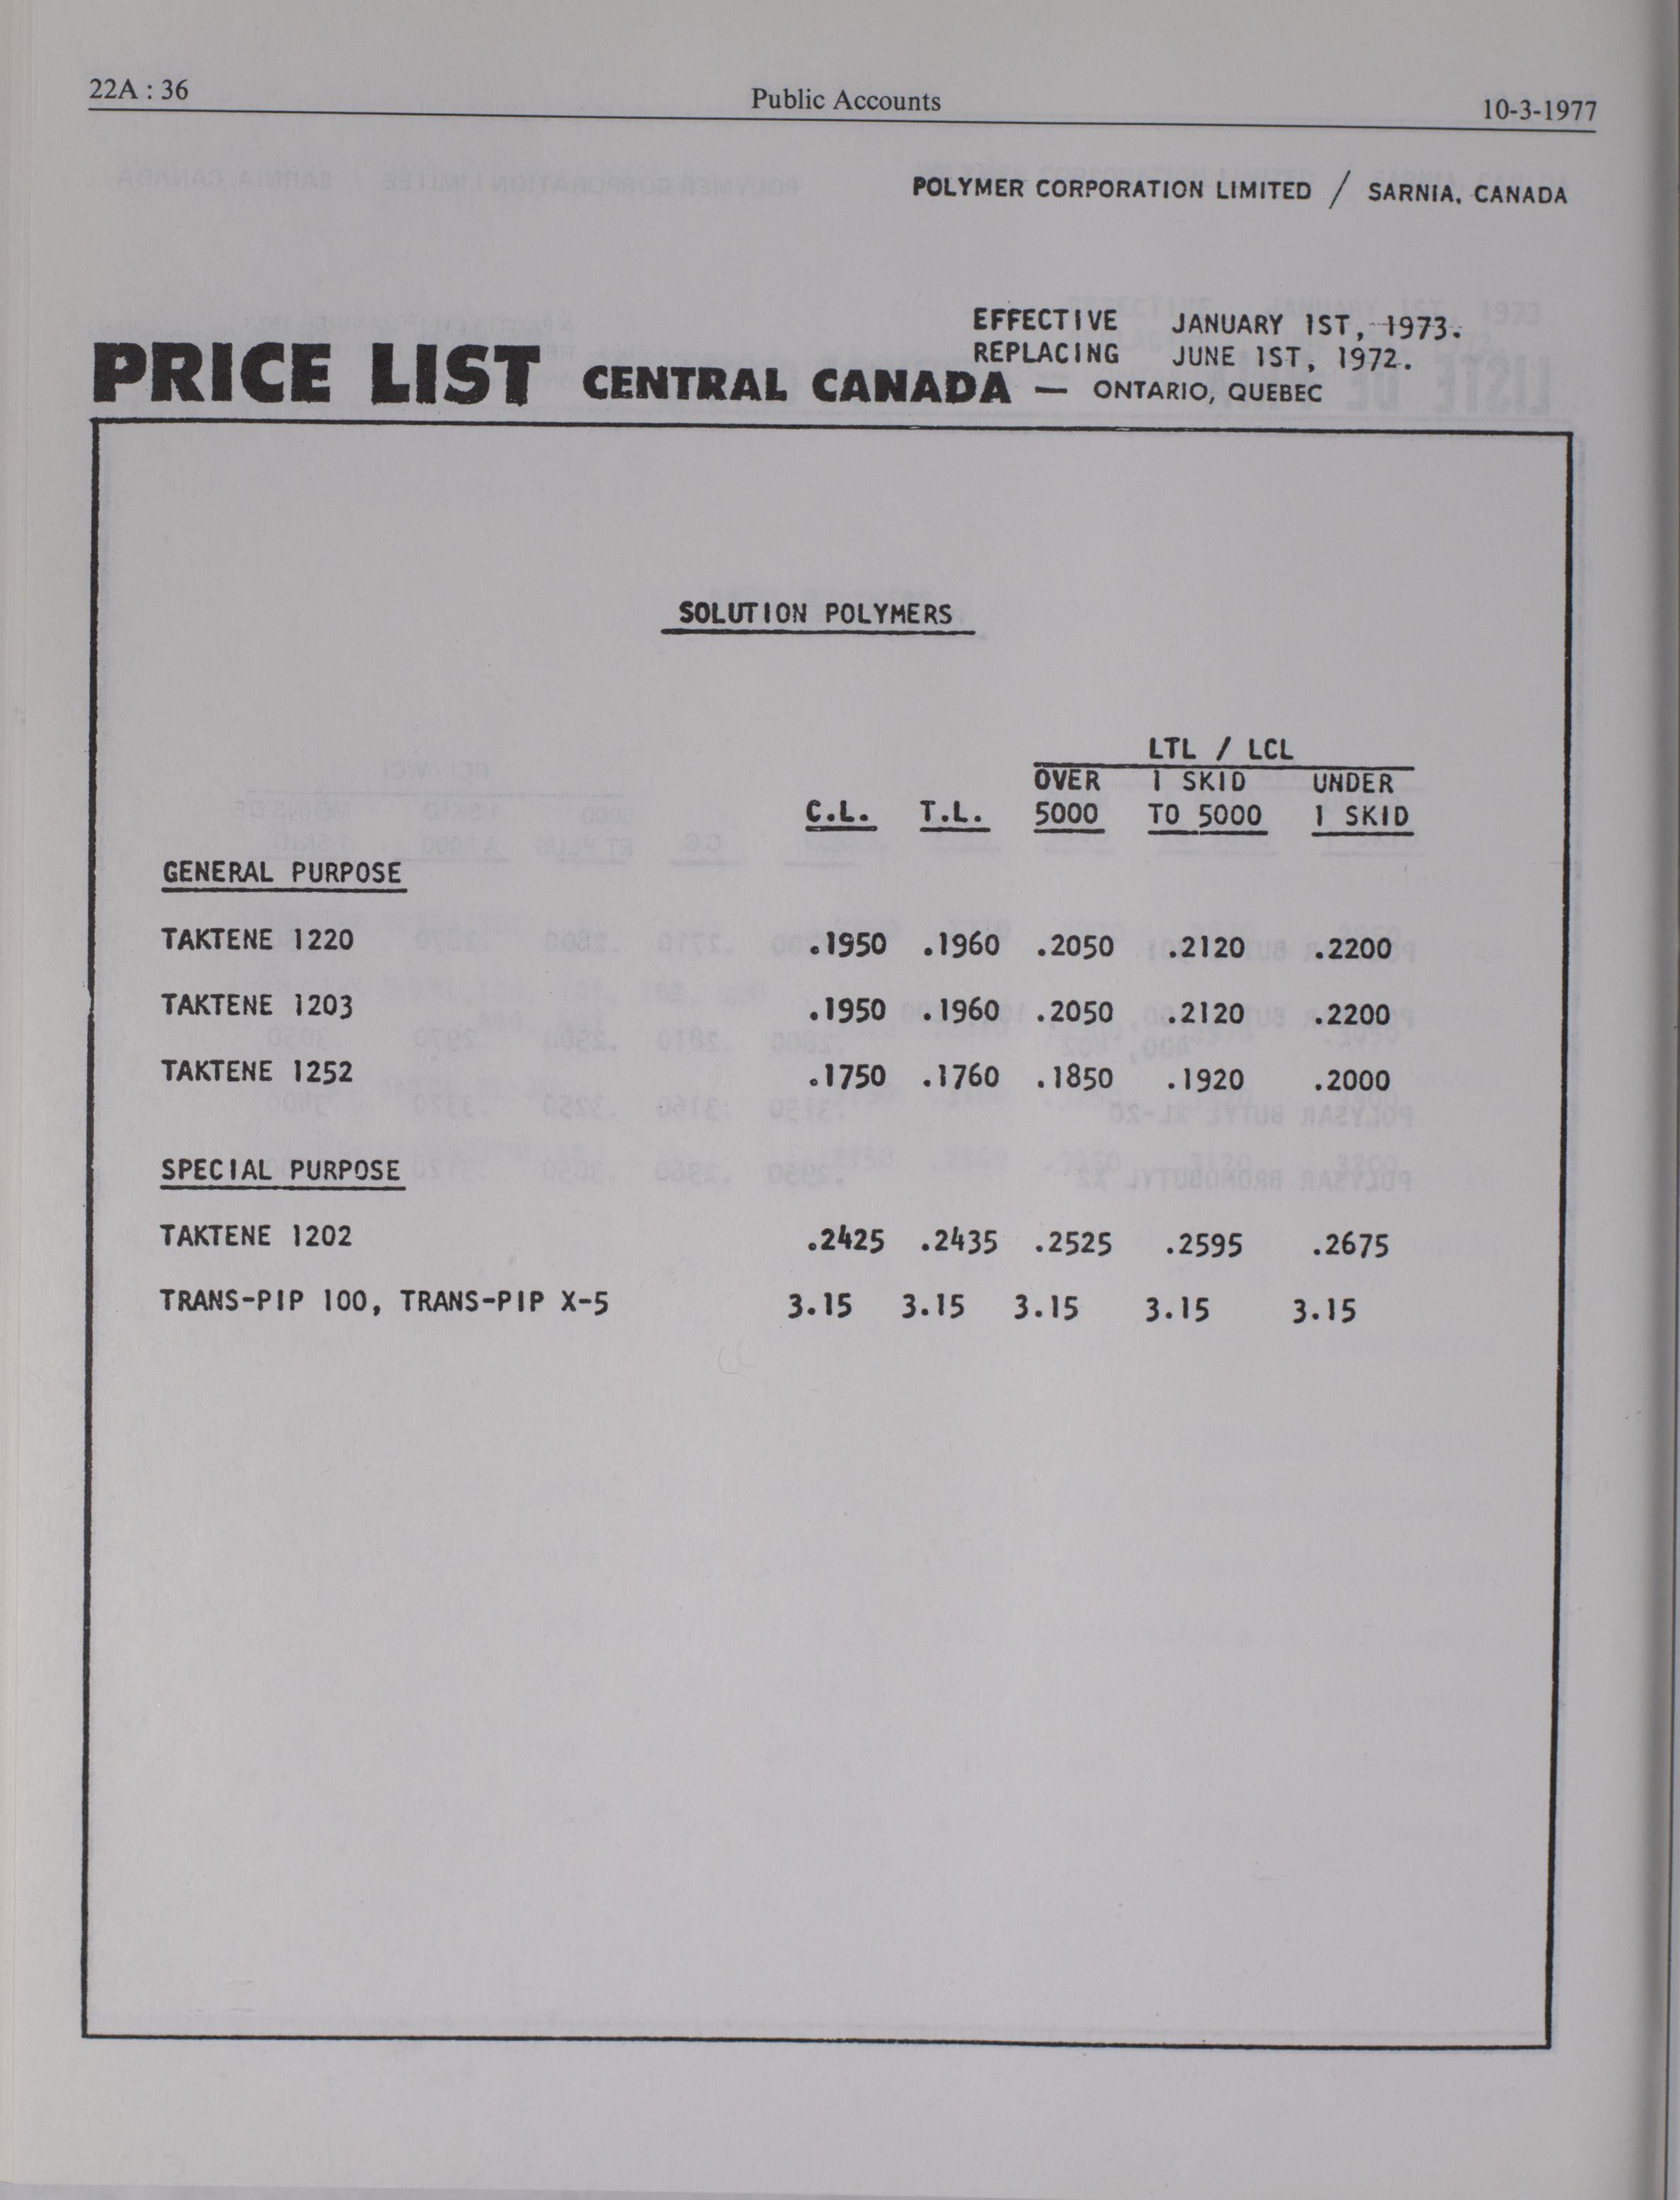 22A : 36 Public Accounts 10-3-1977
POLYMER CORPORATION LIMITED / SARNIA, CANADA
EFFECTIVE JANUARY 1ST, 1973.
REPLACING JUNE 1ST, 1972.
PRICE LIST CENTRAL CANADA — ONTARIO, QUEBEC
SOLUTION POLYMERS
LTL / LCL
OVER 1 SKID UNDER
C.L. T.L. 5000 TO 5000 1 SKID
GENERAL PURPOSE
TAKTENE 1220 .1950 .1960 .2050 .2120 .2200
TAKTENE 1203 .1950 .1960 .2050 .2120 .2200
TAKTENE 1252 .1750 .1760 .1850 .1920 .2000
SPECIAL PURPOSE
TAKTENE 1202 .2425 .2435 .2525 .2595 .2675
TRANS-PIP 100, TRANS-PIP X-5 3.15 3.15 3.15 3.15 3.15